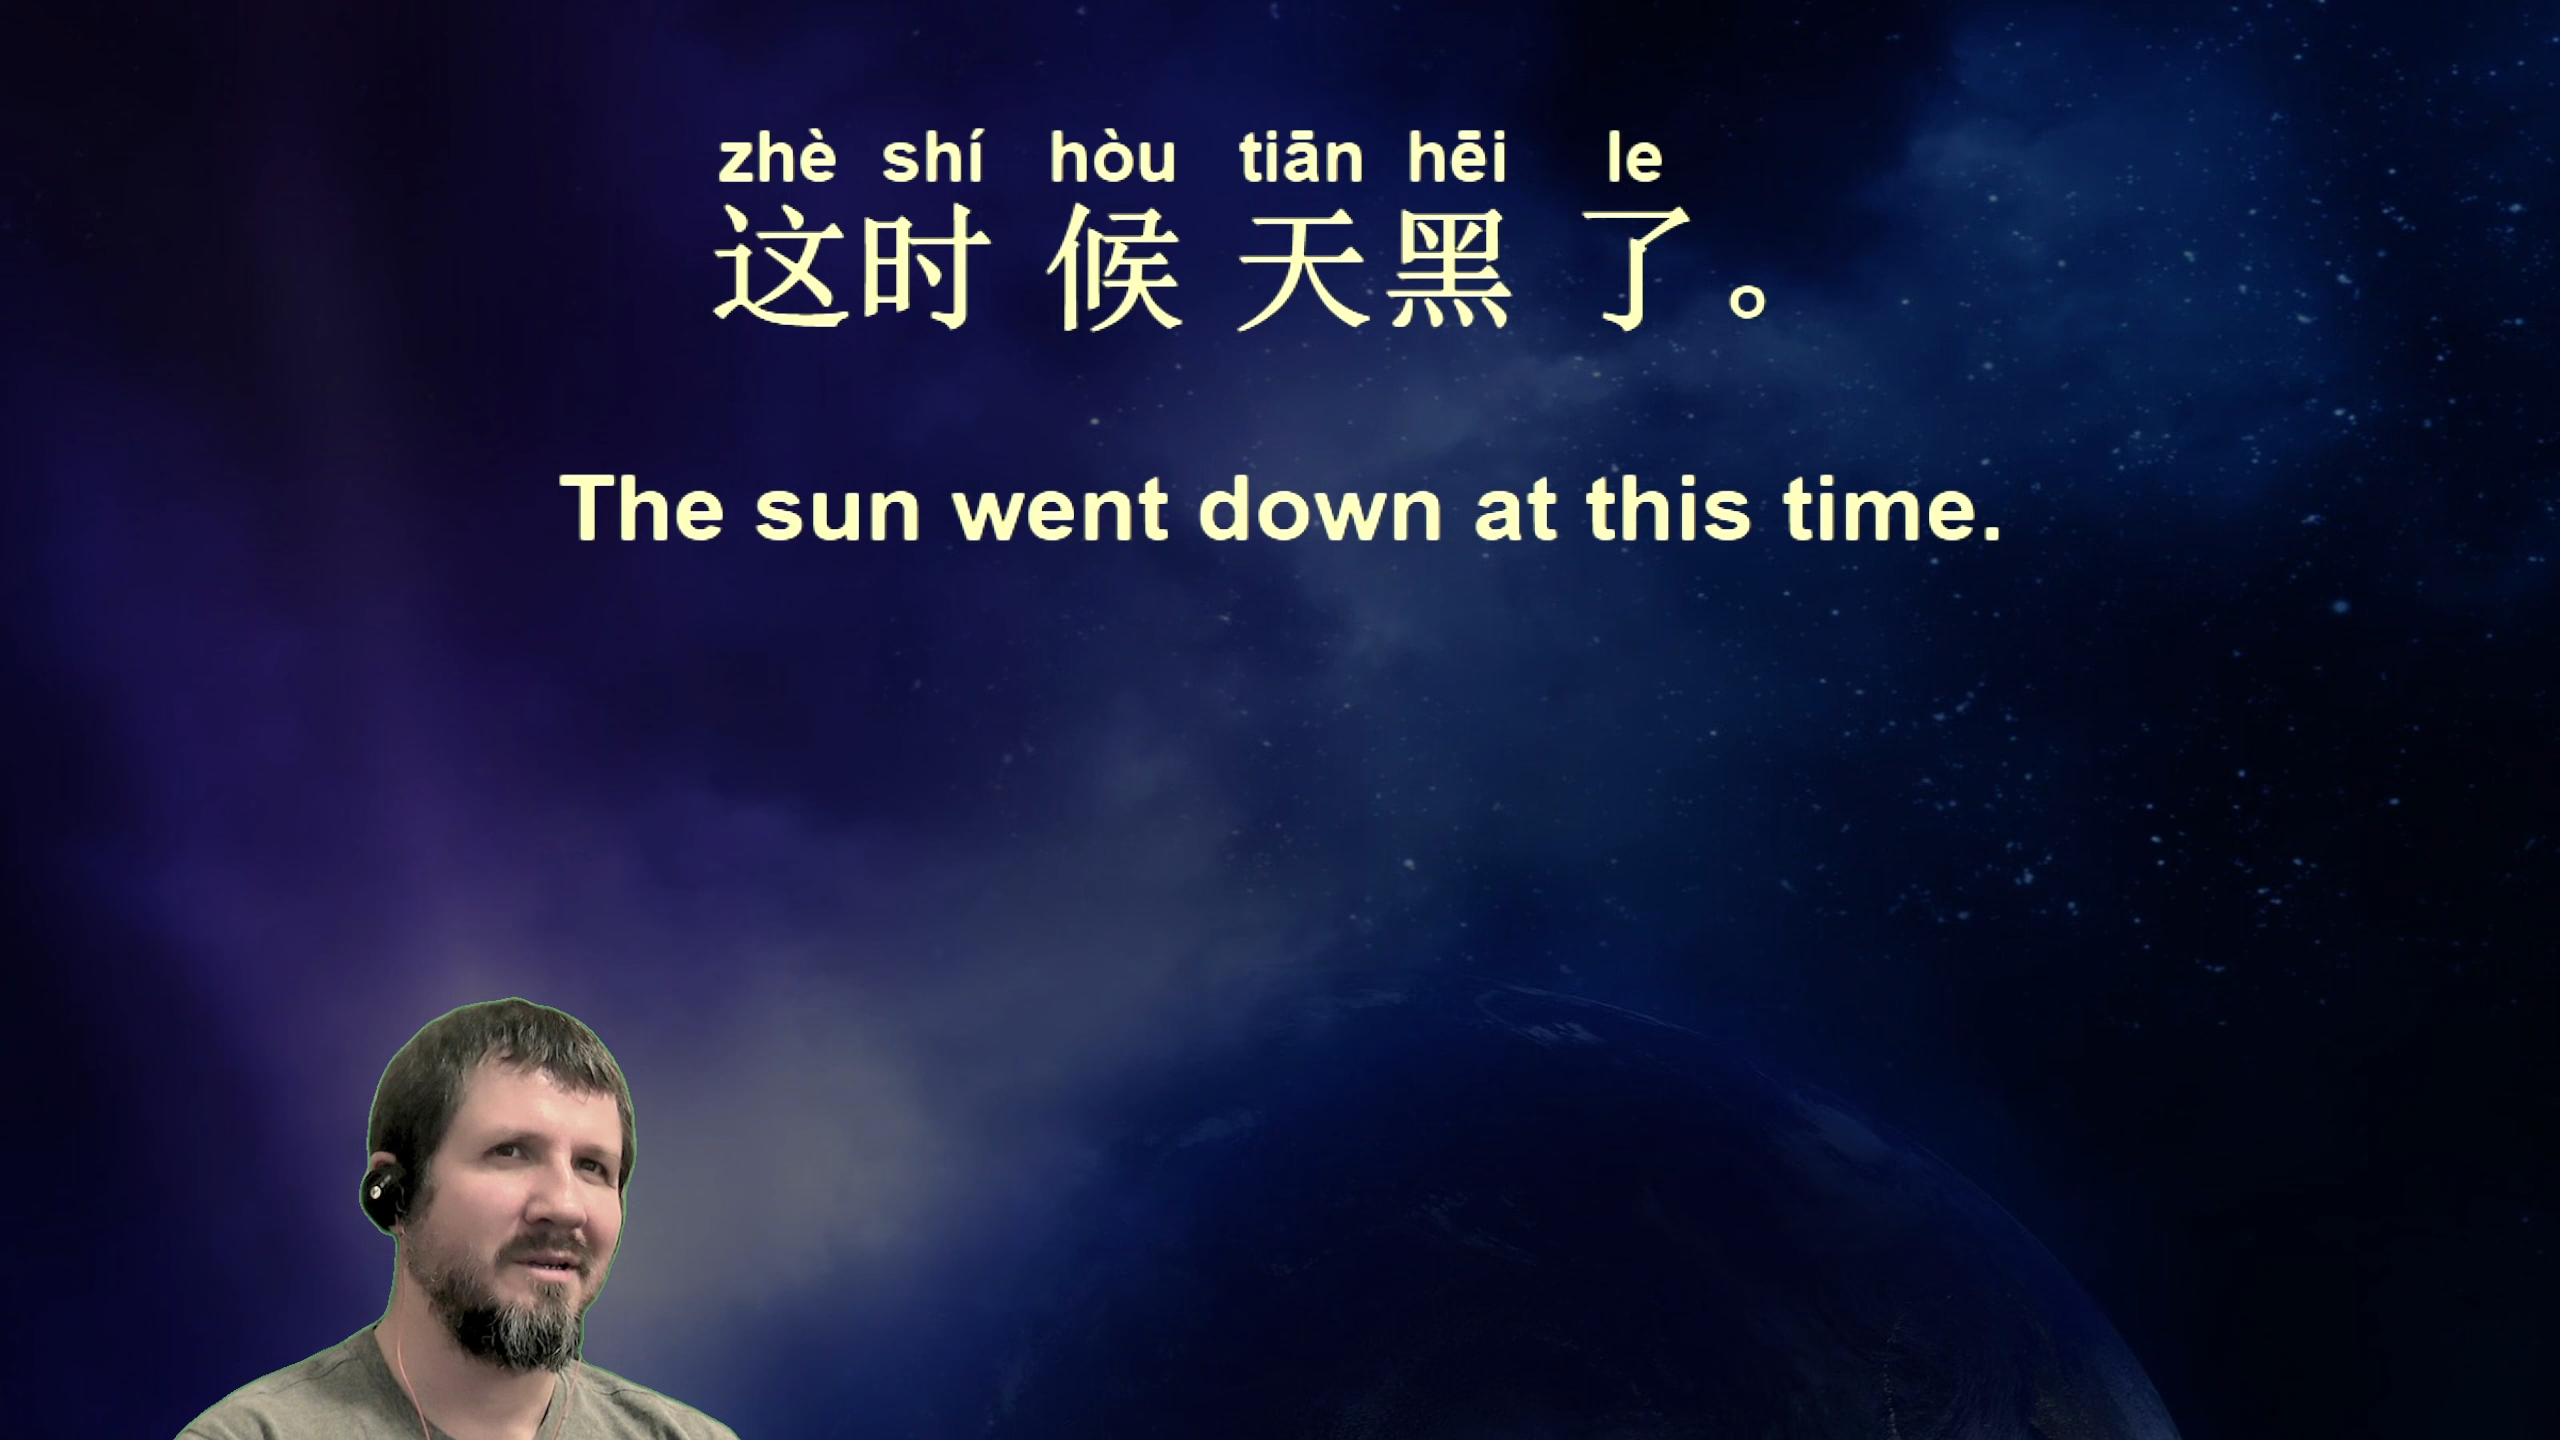 zhè shí hòu tiān hēi le
这时候天黑了。
The sun went down at this time.